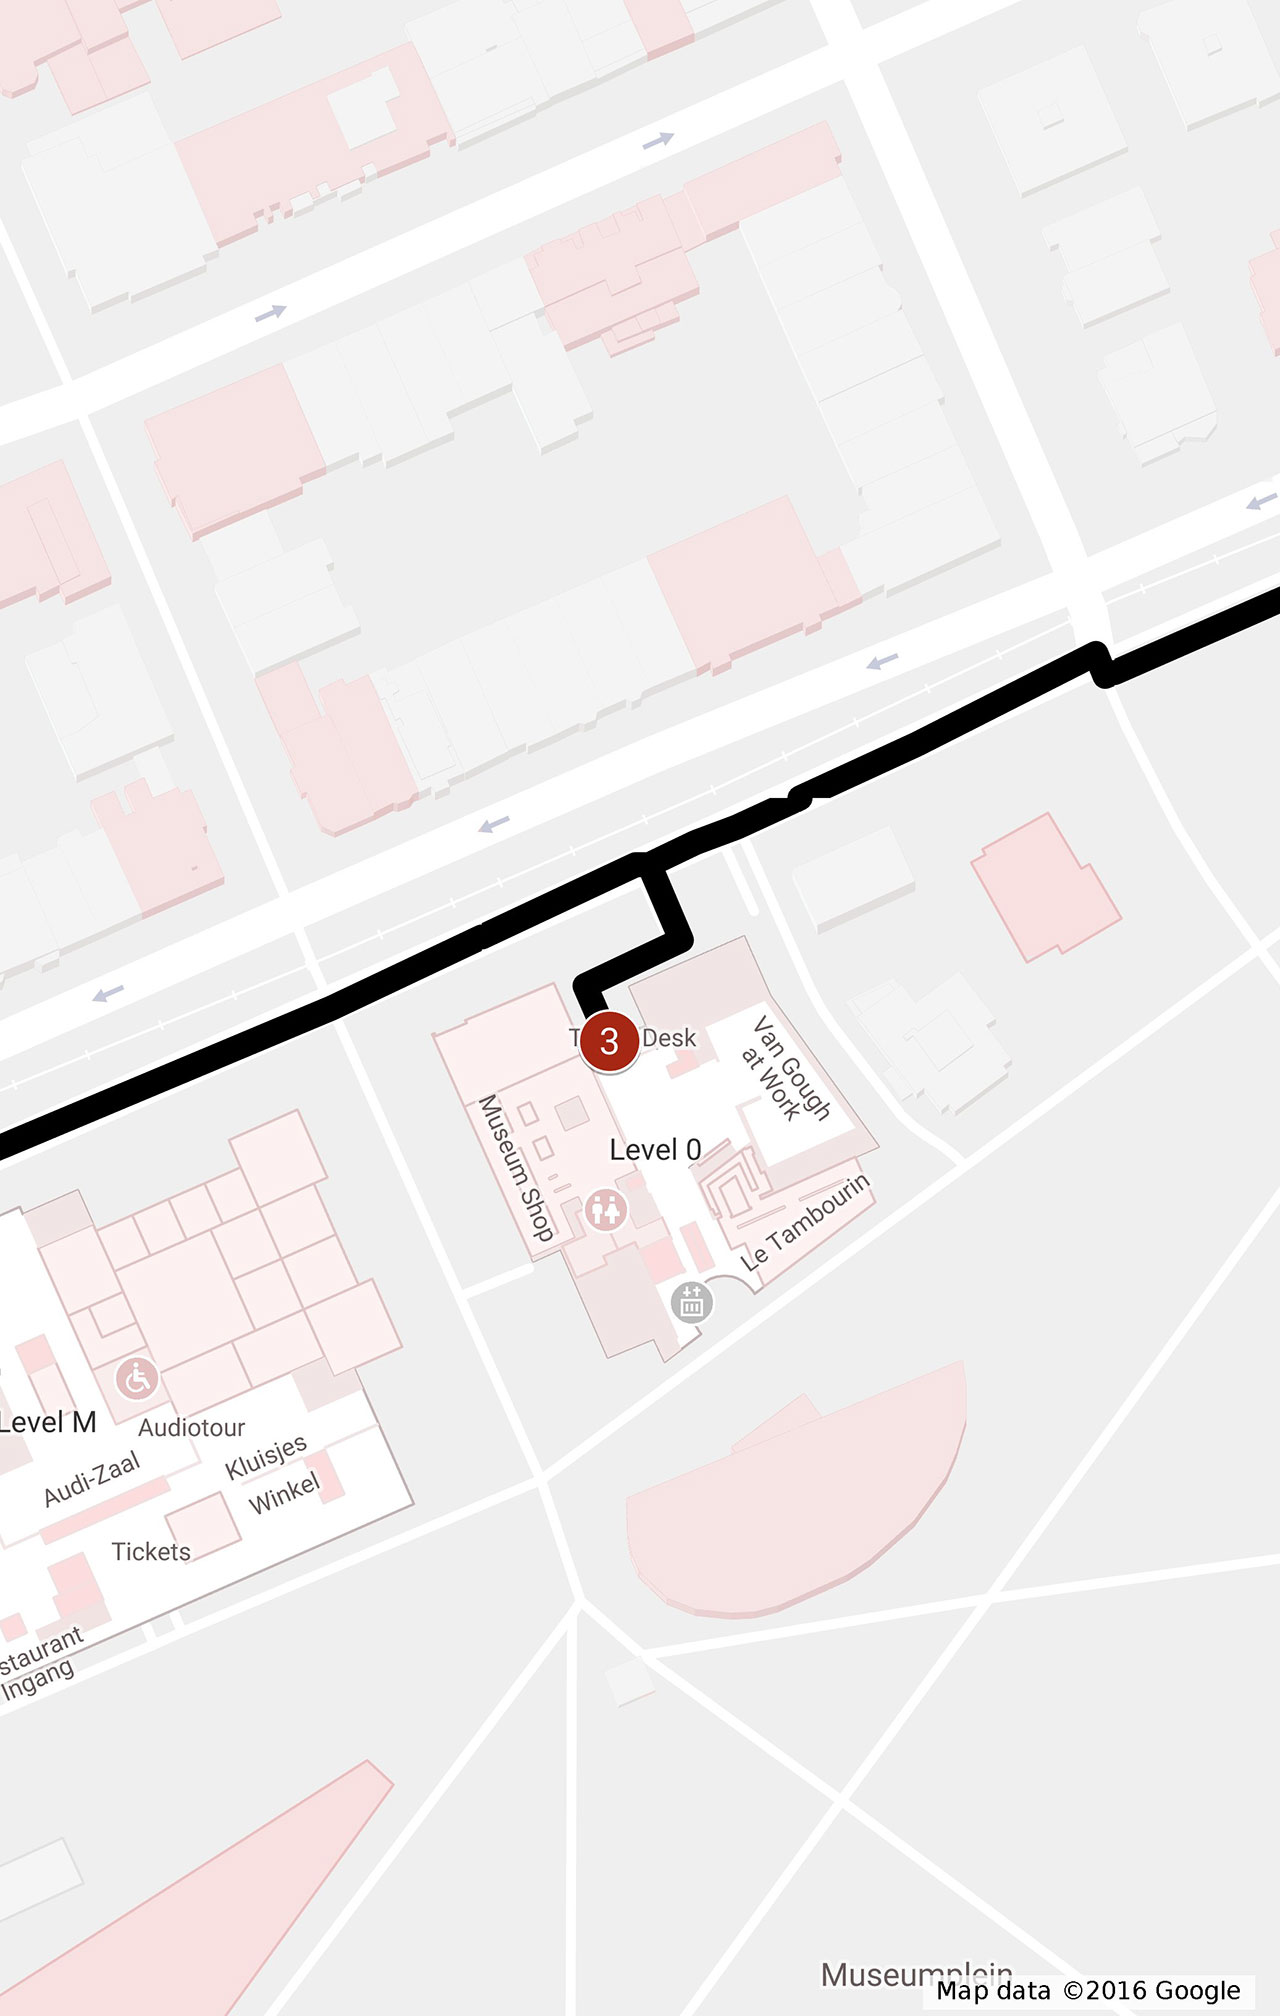 3
Desk
Van Gough
at Work
Museum Shop
Level 0
Le Tambourin
Level M
Audiotour
Kluisjes
Audi-Zaal
Winkel
Tickets
staurant
Ingang
Museumplein
Map data ©2016 Google